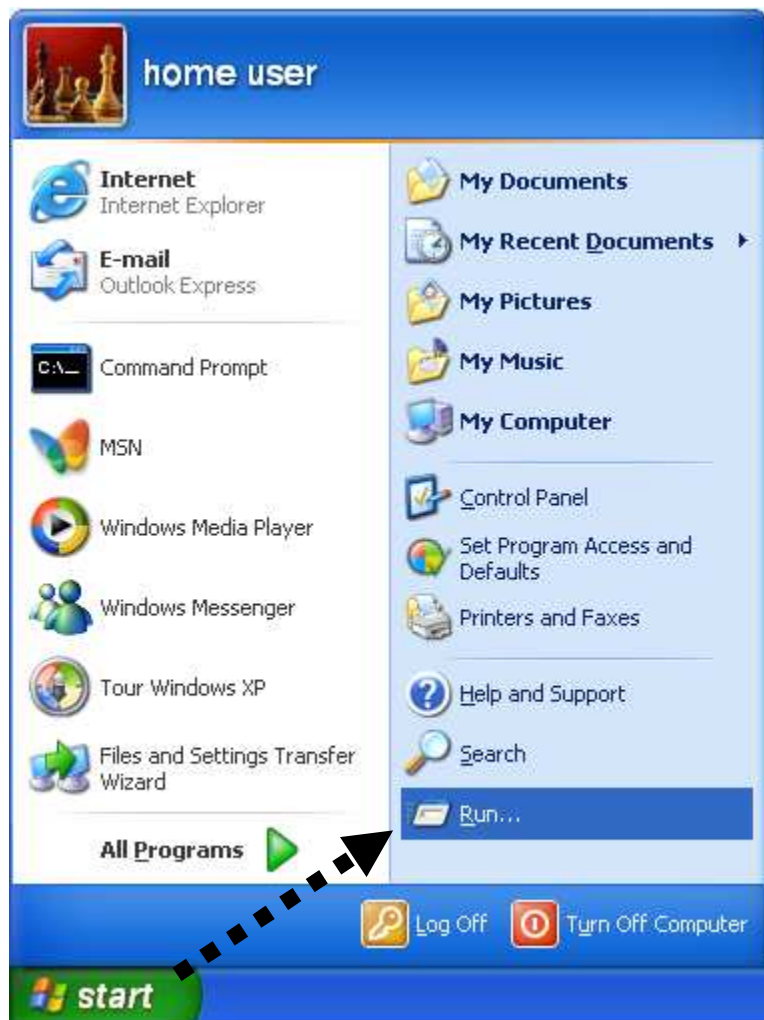 home user
Internet
Internet Explorer
E-mail
Outlook Express
C:\_
Command Prompt
MSN
Windows Media Player
Windows Messenger
Tour Windows XP
Files and Settings Transfer
Wizard
All Programs
My Documents
My Recent Documents
My Pictures
My Music
My Computer
Control Panel
Set Program Access and
Defaults
Printers and Faxes
Help and Support
Search
Run...
Log Off
Turn Off Computer
start